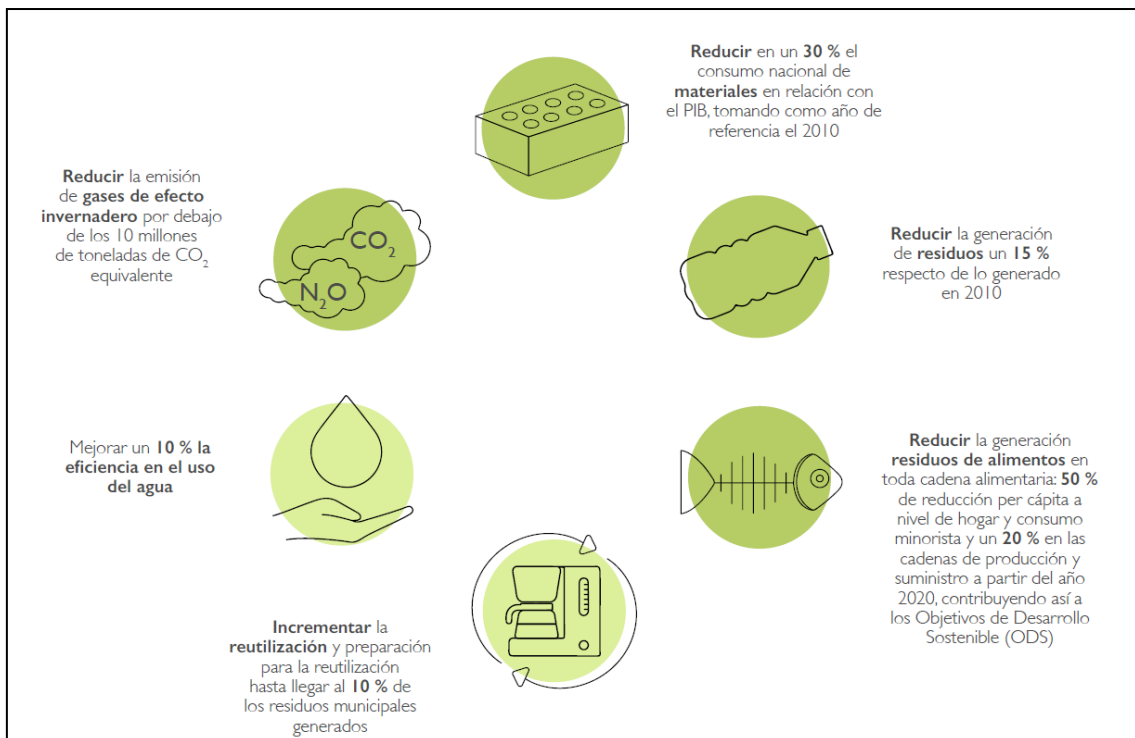 Reducir en un 30 % el
consumo nacional de
materiales en relación con
el PIB, tomando como año de
referencia el 2010
Reducir la emisión
de gases de efecto
invernadero por debajo
de los 10 millones
de toneladas de CO2
equivalente
CO2
N2O
Reducir la generación
de residuos un 15 %
respecto de lo generado
en 2010
Mejorar un 10 % la
eficiencia en el uso
del agua
Reducir la generación
residuos de alimentos en
toda cadena alimentaria: 50 %
de reducción per cápita a
nivel de hogar y consumo
minorista y un 20 % en las
cadenas de producción y
suministro a partir del año
2020, contribuyendo así a
los Objetivos de Desarrollo
Sostenible (ODS)
Incrementar la
reutilización y preparación
para la reutilización
hasta llegar al 10 % de
los residuos municipales
generados